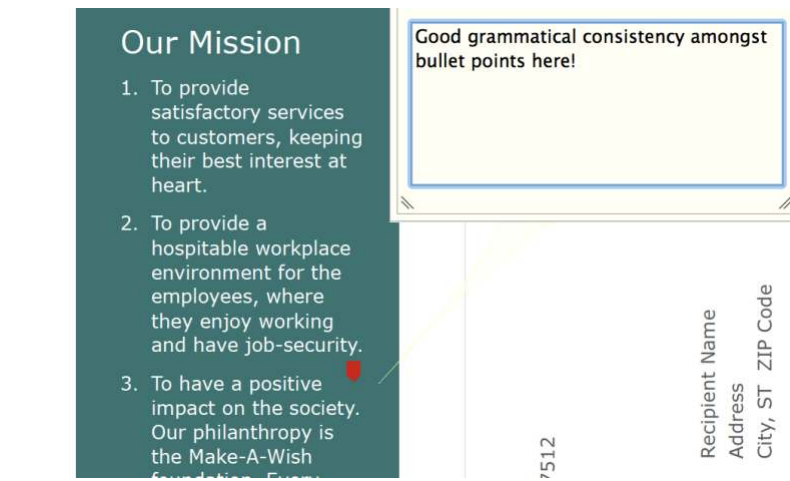 Our Mission
1. To provide
satisfactory services
to customers, keeping
their best interest at
heart.
2. To provide a
hospitable workplace
environment for the
employees, where
they enjoy working
and have job-security.
3. To have a positive
impact on the society.
Our philanthropy is
the Make-A-Wish
foundation. Every
Good grammatical consistency amongst
bullet points here!
7512
Recipient Name
Address
City, ST ZIP Code